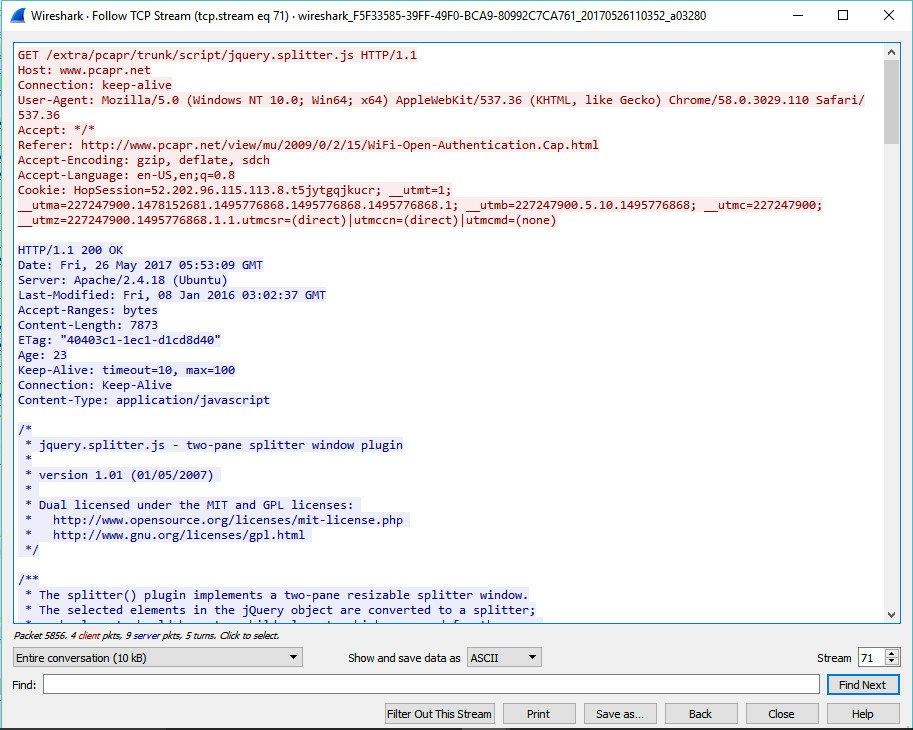 Wireshark · Follow TCP Stream (tcp.stream eq 71) · wireshark_F5F33585-39FF-49F0-BCA9-80992C7CA761_20170526110352_a03280
GET /extra/pcapr/trunk/script/jquery.splitter.js HTTP/1.1
Host: www.pcapr.net
Connection: keep-alive
User-Agent: Mozilla/5.0 (Windows NT 10.0; Win64; x64) AppleWebKit/537.36 (KHTML, like Gecko) Chrome/58.0.3029.110 Safari/
537.36
Accept: */*
Referer: http://www.pcapr.net/view/mu/2009/0/2/15/WiFi-Open-Authentication.Cap.html
Accept-Encoding: gzip, deflate, sdch
Accept-Language: en-US,en;q=0.8
Cookie: HopSession=52.202.96.115.113.8.t5jytgqjkucr; __utmt=1;
__utma=227247900.1478152681.1495776868.1495776868.1495776868.1; __utmb=227247900.5.10.1495776868; __utmc=227247900;
__utmz=227247900.1495776868.1.1.utmcsr=(direct)|utmccn=(direct)|utmcmd=(none)
HTTP/1.1 200 OK
Date: Fri, 26 May 2017 05:53:09 GMT
Server: Apache/2.4.18 (Ubuntu)
Last-Modified: Fri, 08 Jan 2016 03:02:37 GMT
Accept-Ranges: bytes
Content-Length: 7873
ETag: "40403c1-1ec1-d1cd8d40"
Age: 23
Keep-Alive: timeout=10, max=100
Connection: Keep-Alive
Content-Type: application/javascript
/*
* jquery.splitter.js - two-pane splitter window plugin
*
* version 1.01 (01/05/2007)
*
* Dual licensed under the MIT and GPL licenses:
* http://www.opensource.org/licenses/mit-license.php
* http://www.gnu.org/licenses/gpl.html
*/
/**
* The splitter() plugin implements a two-pane resizable splitter window.
* The selected elements in the jQuery object are converted to a splitter;
Packet 5856. 4 client pkts, 9 server pkts, 5 turns. Click to select.
Entire conversation (10 kB)
Show and save data as ASCII
Stream 71
Find:
Find Next
Filter Out This Stream
Print
Save as...
Back
Close
Help